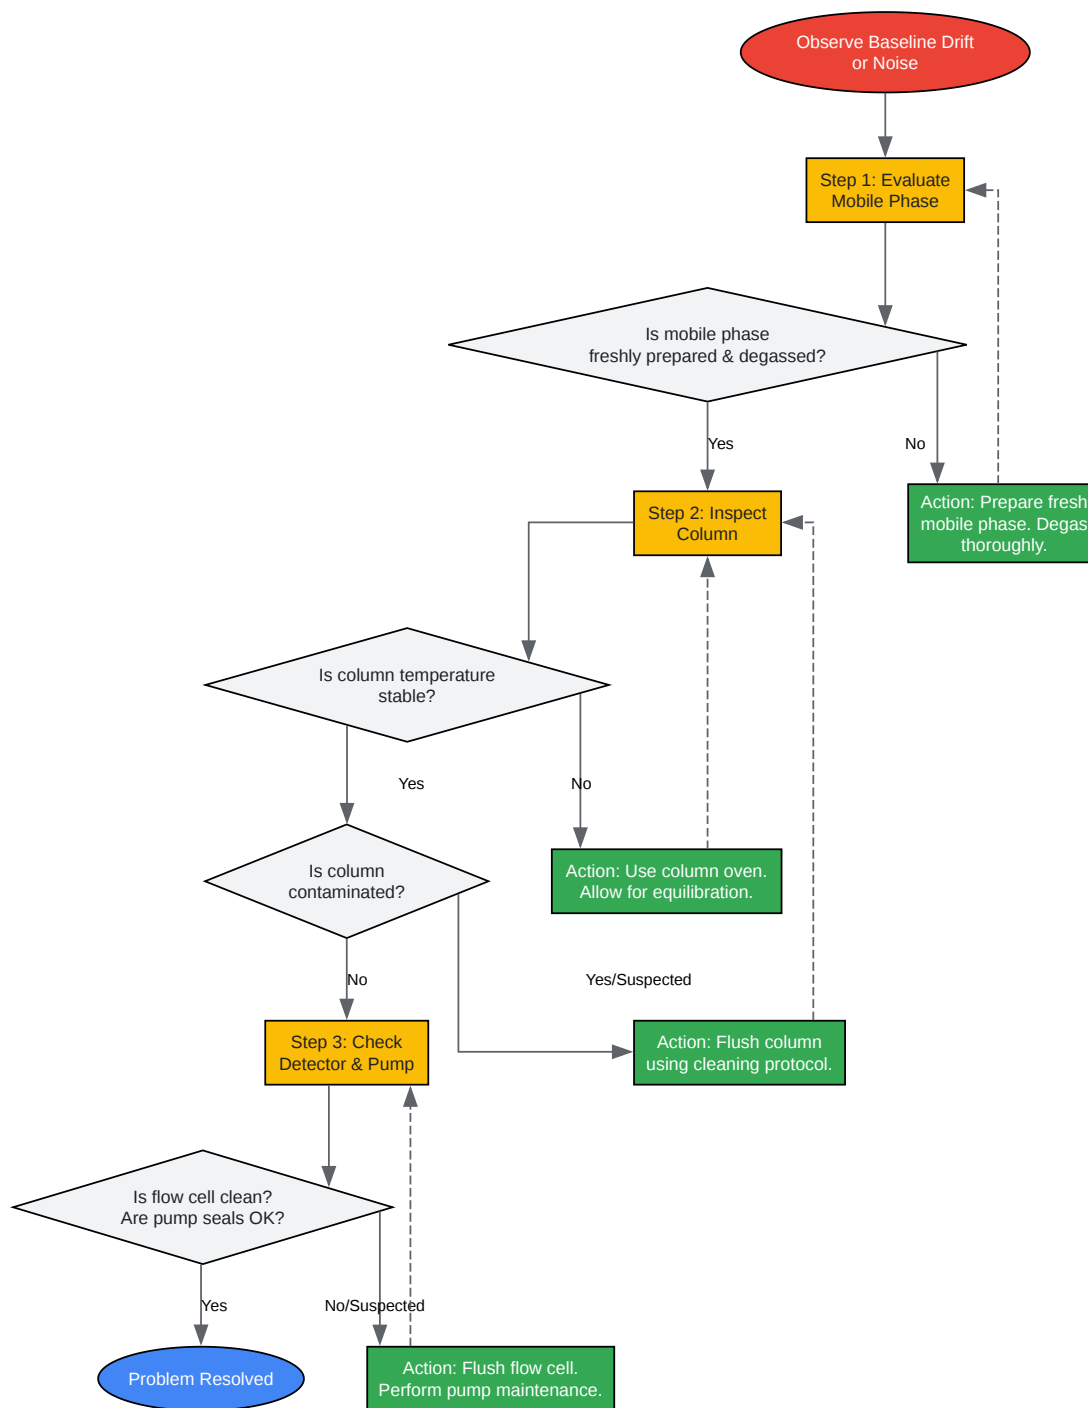 Observe Baseline Drift
or Noise
Step 1: Evaluate
Mobile Phase
Is mobile phase
freshly prepared & degassed?
Yes
No
Step 2: Inspect
Column
Action: Prepare fresh
mobile phase. Degas
thoroughly.
Is column temperature
stable?
Yes
No
Is column
contaminated?
Action: Use column oven.
Allow for equilibration.
No
Yes/Suspected
Step 3: Check
Detector & Pump
Action: Flush column
using cleaning protocol.
Is flow cell clean?
Are pump seals OK?
Yes
No/Suspected
Problem Resolved
Action: Flush flow cell.
Perform pump maintenance.